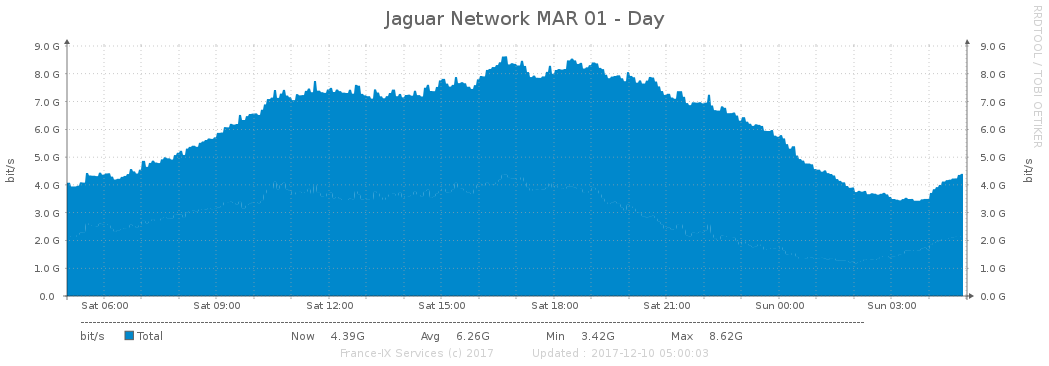 Jaguar Network MAR 01 - Day
RRDTOOL / TOBI OETIKER
9.0 G 9.0 G
8.0 G 8.0 G
7.0 G 7.0 G
6.0 G 6.0 G
5.0 G 5.0 G
4.0 G 4.0 G
3.0 G 3.0 G
2.0 G 2.0 G
1.0 G 1.0 G
0.0 0.0 G
bit/s
bit/s
Sat 06:00 Sat 09:00 Sat 12:00 Sat 15:00 Sat 18:00 Sat 21:00 Sun 00:00 Sun 03:00
bit/s Total Now 4.39G Avg 6.26G Min 3.42G Max 8.62G
France-IX Services (c) 2017 Updated : 2017-12-10 05:00:03